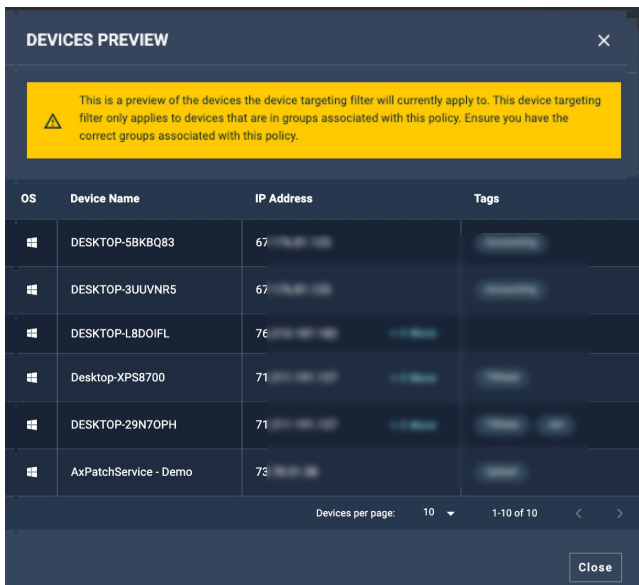 DEVICES PREVIEW
This is a preview of the devices the device targeting filter will currently apply to. This device targeting
filter only applies to devices that are in groups associated with this policy. Ensure you have the
correct groups associated with this policy.
OS Device Name IP Address Tags
DESKTOP-5BKBQ83 67
DESKTOP-3UUVNR5 67
DESKTOP-L8DOIFL 76
Desktop-XPS8700 71
DESKTOP-29N7OPH 71
AxPatchService - Demo 73
Devices per page: 10 1-10 of 10
Close